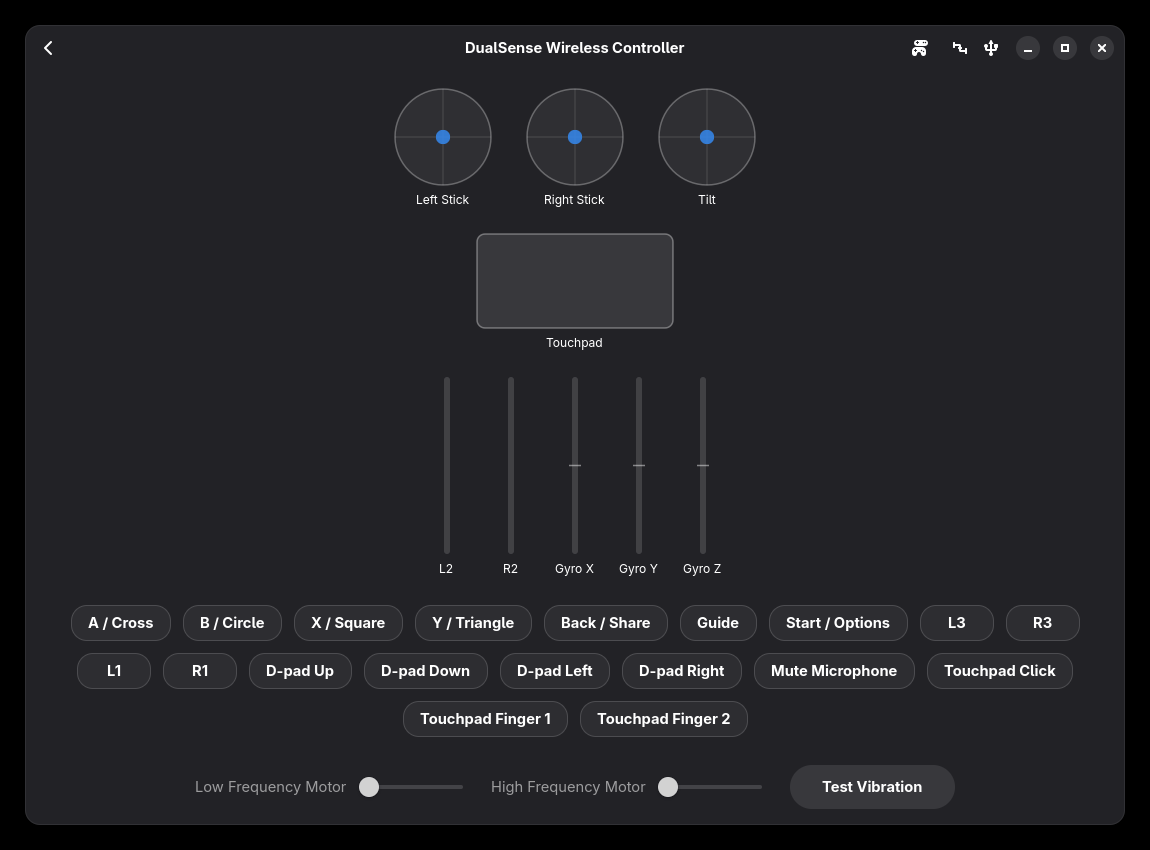 DualSense Wireless Controller
Left Stick Right Stick Tilt
Touchpad
L2 R2 Gyro X Gyro Y Gyro Z
A / Cross B / Circle X / Square Y / Triangle Back / Share Guide Start / Options L3 R3
L1 R1 D-pad Up D-pad Down D-pad Left D-pad Right Mute Microphone Touchpad Click
Touchpad Finger 1 Touchpad Finger 2
Low Frequency Motor High Frequency Motor Test Vibration